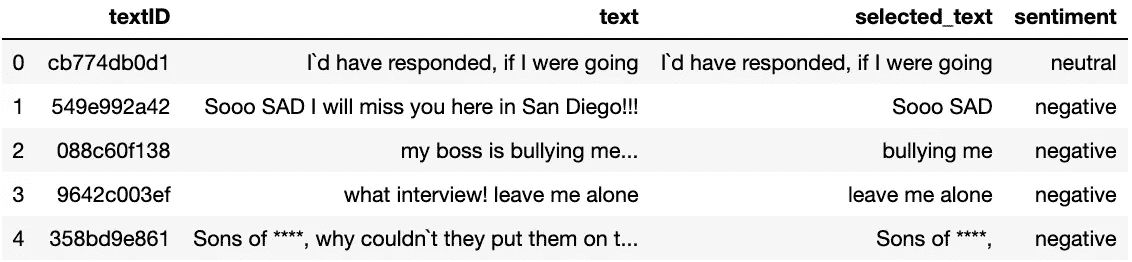 textID text selected_text sentiment
0 cb774db0d1 I`d have responded, if I were going I`d have responded, if I were going neutral
1 549e992a42 Sooo SAD I will miss you here in San Diego!!! Sooo SAD negative
2 088c60f138 my boss is bullying me... bullying me negative
3 9642c003ef what interview! leave me alone leave me alone negative
4 358bd9e861 Sons of ****, why couldn`t they put them on t... Sons of ****, negative